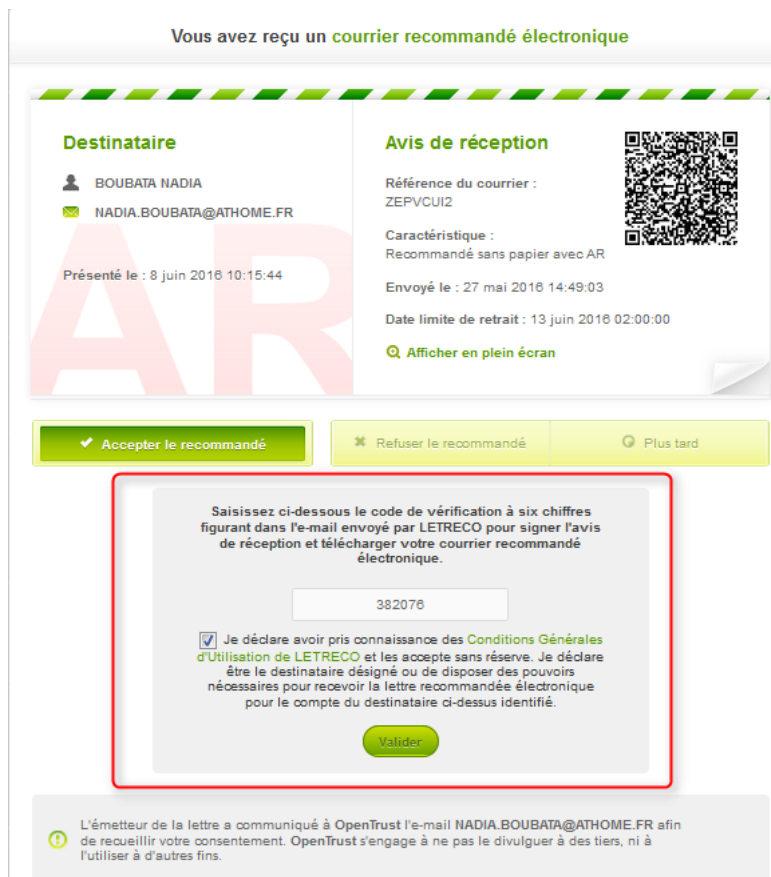 Vous avez reçu un courrier recommandé électronique
Destinataire
BOUBATA NADIA
NADIA.BOUBATA@ATHOME.FR
Présenté le : 8 juin 2016 10:15:44
AR
Avis de réception
Référence du courrier :
ZEPVCUI2
Caractéristique :
Recommandé sans papier avec AR
Envoyé le : 27 mai 2016 14:49:03
Date limite de retrait : 13 juin 2016 02:00:00
Afficher en plein écran
Accepter le recommandé
Refuser le recommandé
Plus tard
Saisissez ci-dessous le code de vérification à six chiffres
figurant dans l'e-mail envoyé par LETRECO pour signer l'avis
de réception et télécharger votre courrier recommandé
électronique.
382076
Je déclare avoir pris connaissance des Conditions Générales
d'Utilisation de LETRECO et les accepte sans réserve. Je déclare
être le destinataire désigné ou de disposer des pouvoirs
nécessaires pour recevoir la lettre recommandée électronique
pour le compte du destinataire ci-dessus identifié.
Valider
L'émetteur de la lettre a communiqué à OpenTrust l'e-mail NADIA.BOUBATA@ATHOME.FR afin
de recueillir votre consentement. OpenTrust s'engage à ne pas le divulguer à des tiers, ni à
l'utiliser à d'autres fins.